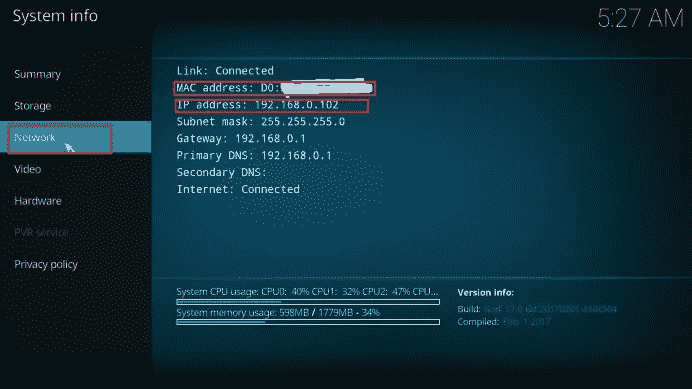 System info
5:27 AM
Summary
Storage
Network
Video
Hardware
PVR service
Privacy policy
Link: Connected
MAC address: D0:
IP address: 192.168.0.102
Subnet mask: 255.255.255.0
Gateway: 192.168.0.1
Primary DNS: 192.168.0.1
Secondary DNS:
Internet: Connected
System CPU usage: CPU0: 40% CPU1: 32% CPU2: 47% CPU...
System memory usage: 598MB / 1779MB - 34%
Version info:
Build:
Compiled: Feb 1 2017